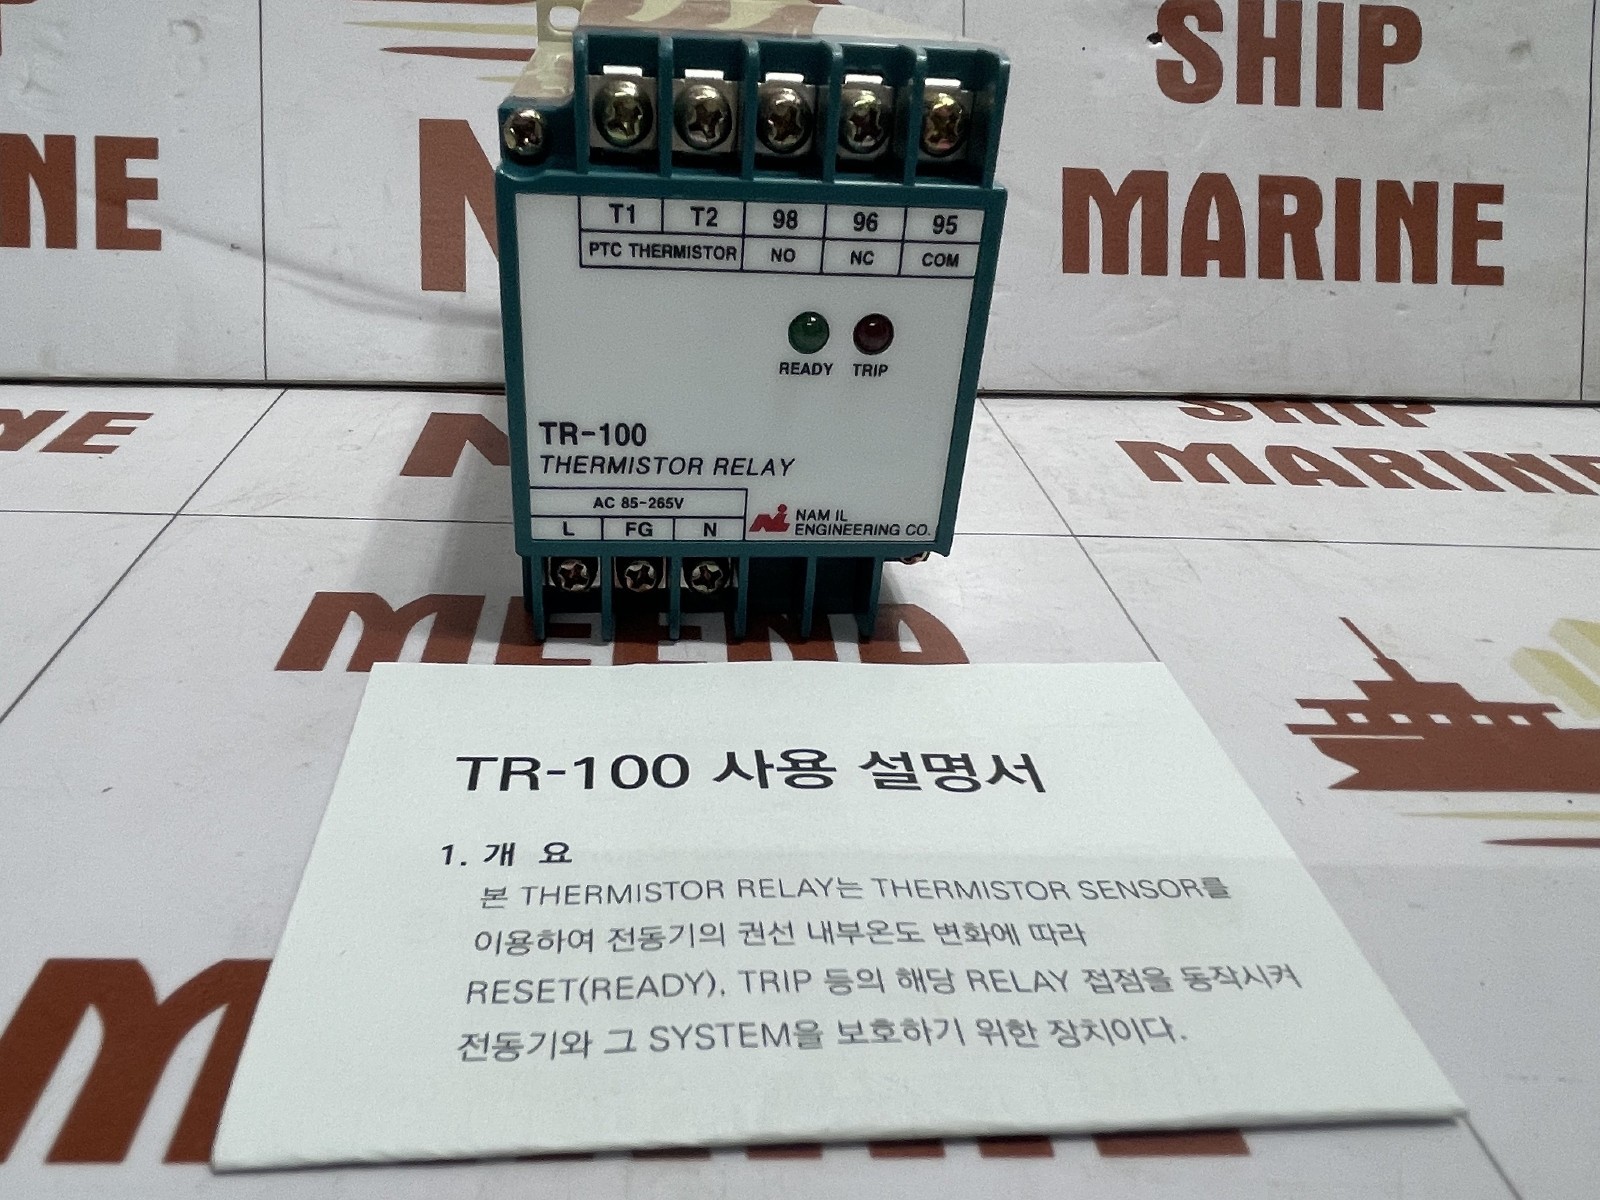 SHIP
MARINE
NE
N
T1 T2 98 96 95
PTC THERMISTOR NO NC COM
READY TRIP
TR-100
THERMISTOR RELAY
AC 85-265V
L FG N
NAM IL
ENGINEERING CO.
NE
N
SHIP
MARINE
TR-100 사용 설명서
1. 개 요
본 THERMISTOR RELAY는 THERMISTOR SENSOR를
이용하여 전동기의 권선 내부온도 변화에 따라
RESET(READY), TRIP 등의 해당 RELAY 접점을 동작시켜
전동기와 그 SYSTEM을 보호하기 위한 장치이다.